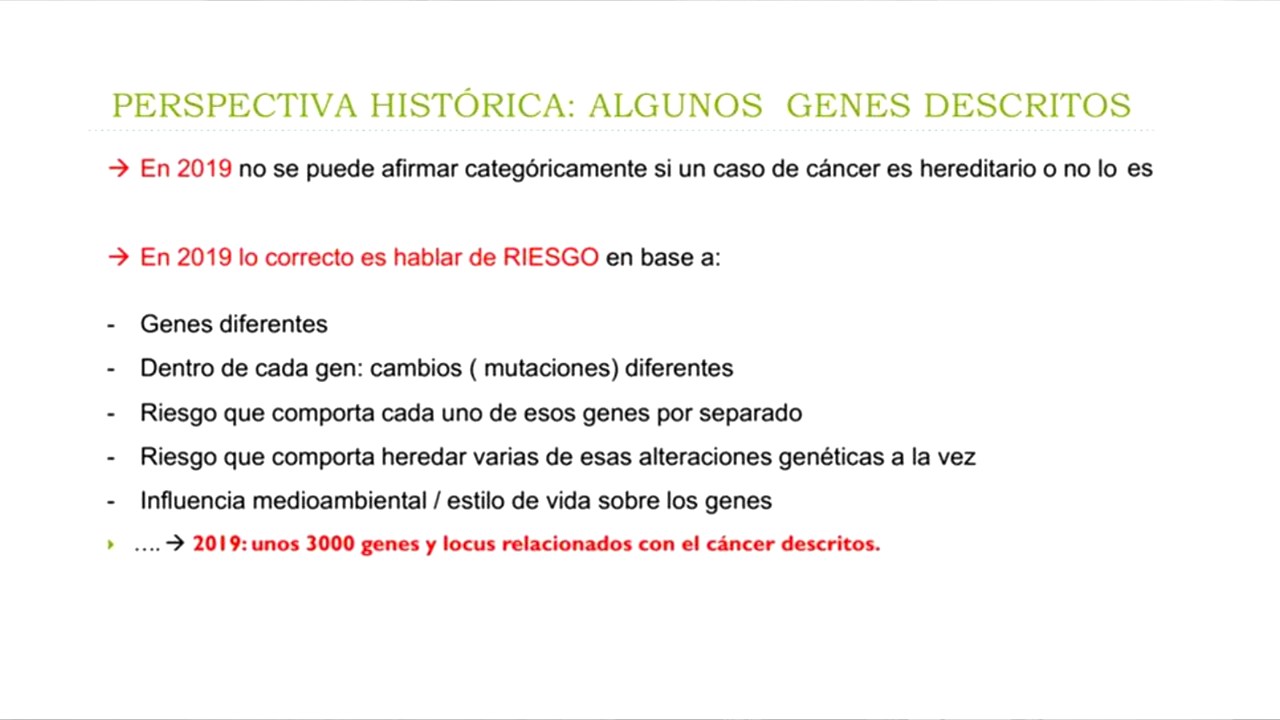 PERSPECTIVA HISTÓRICA: ALGUNOS GENES DESCRITOS
→ En 2019 no se puede afirmar categóricamente si un caso de cáncer es hereditario o no lo es
→ En 2019 lo correcto es hablar de RIESGO en base a:
- Genes diferentes
- Dentro de cada gen: cambios ( mutaciones) diferentes
- Riesgo que comporta cada uno de esos genes por separado
- Riesgo que comporta heredar varias de esas alteraciones genéticas a la vez
- Influencia medioambiental / estilo de vida sobre los genes
…. → 2019: unos 3000 genes y locus relacionados con el cáncer descritos.